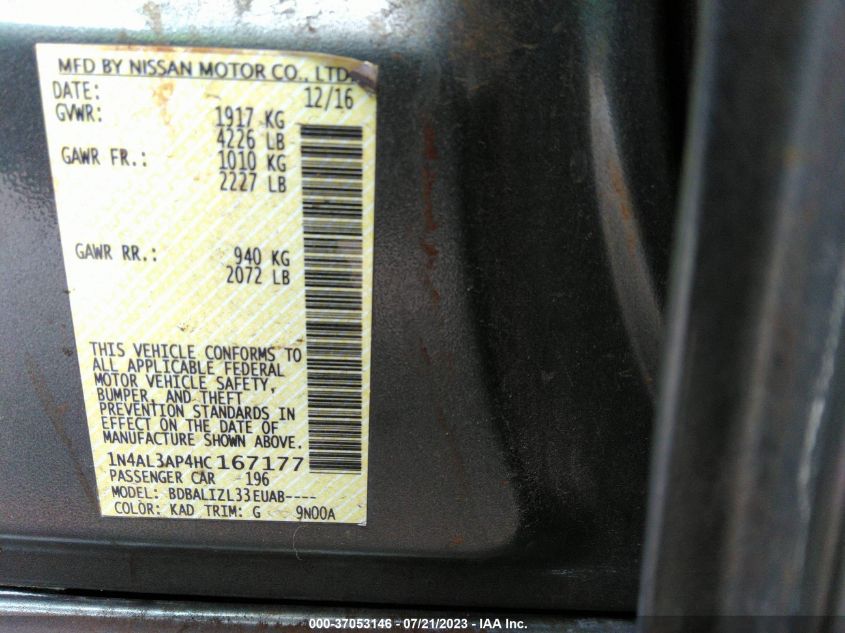 MFD BY NISSAN MOTOR CO., LTD.
DATE: 12/16
GVWR: 1917 KG
4226 LB
GAWR FR.: 1010 KG
2227 LB
GAWR RR.: 940 KG
2072 LB
THIS VEHICLE CONFORMS TO
ALL APPLICABLE FEDERAL
MOTOR VEHICLE SAFETY,
BUMPER, AND THEFT
PREVENTION STANDARDS IN
EFFECT ON THE DATE OF
MANUFACTURE SHOWN ABOVE.
1N4AL3AP4HC167177
PASSENGER CAR 196
MODEL: BDBALIZL33EUAB----
COLOR: KAD TRIM: G 9N00A
000-37053146 - 07/21/2023 - IAA Inc.